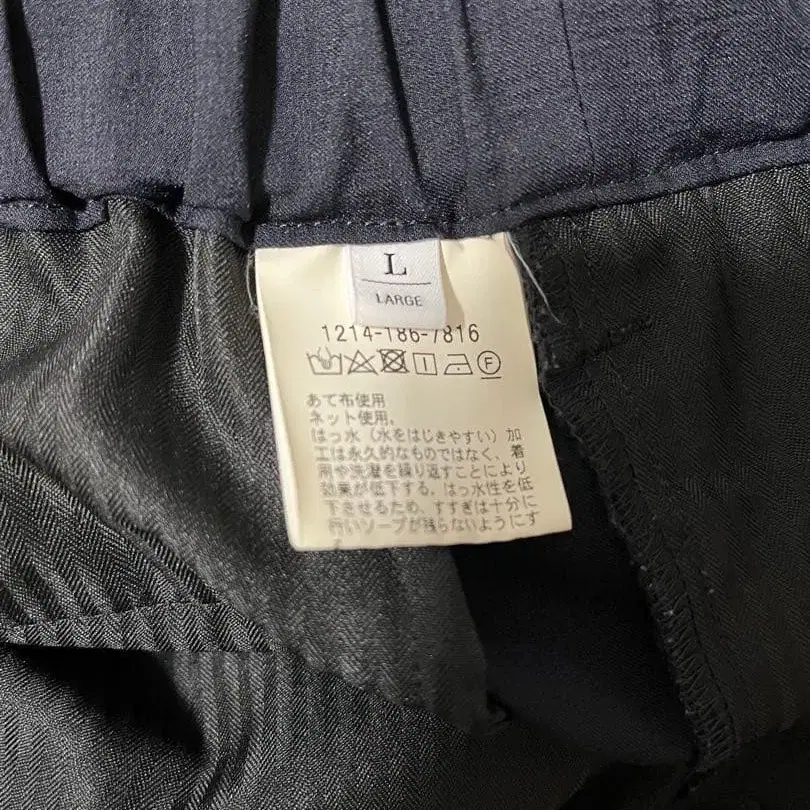 L
LARGE
1214-186-7816
F
あて布使用
ネット使用。
はっ水（水をはじきやすい）加
工は永久的なものではなく、着
用や洗濯を繰り返すことにより
効果が低下する。はっ水性を低
下させるため、すすぎは十分に
行いソープが残らないようにす